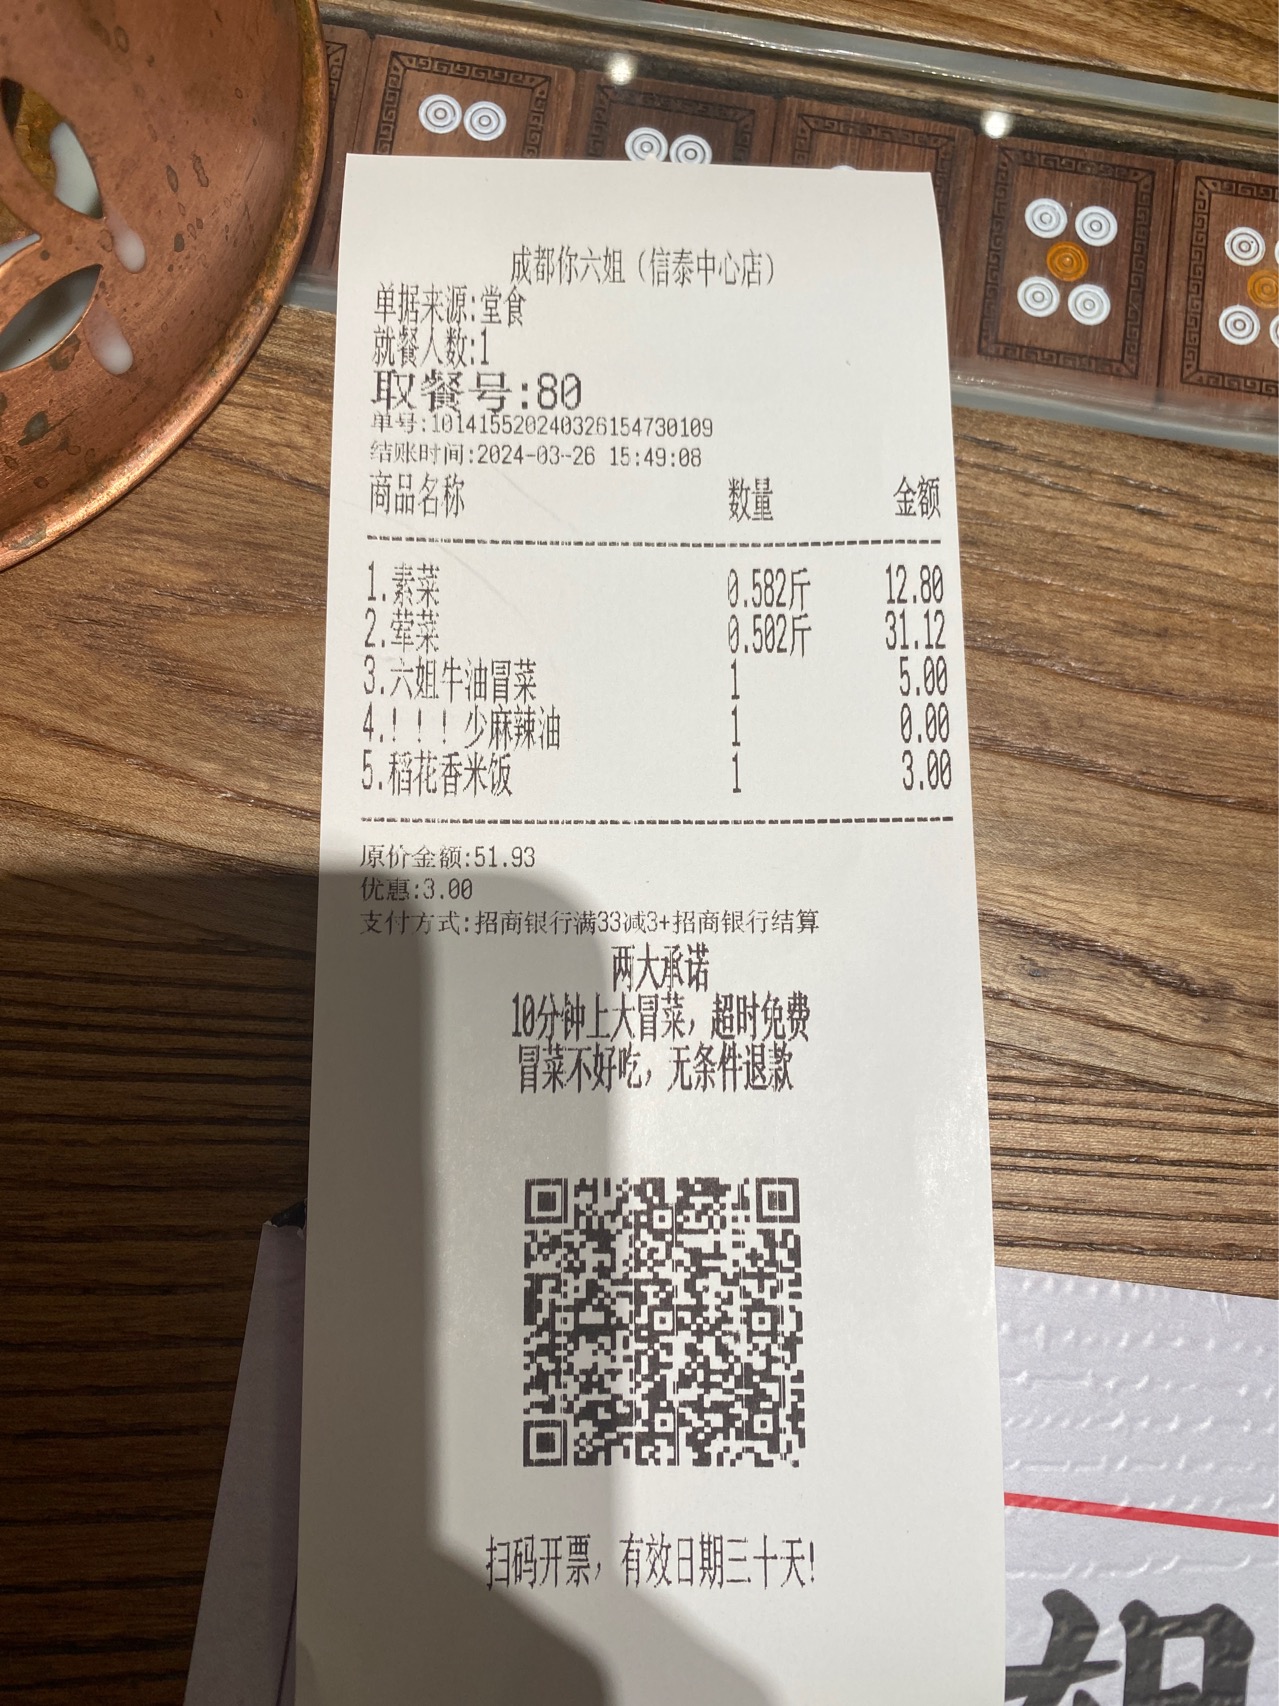 成都你六姐（信泰中心店）
单据来源:堂食
就餐人数:1
取餐号:80
单号:10141552024032615473010​9
结账时间:2024-03-26 15:49:08
商品名称 数量 金额
1.素菜 0.582斤 12.80
2.荤菜 0.502斤 31.12
3.六姐牛油冒菜 1 5.00
4.！！！少麻辣油 1 0.00
5.稻花香米饭 1 3.00
原价金额:51.93
优惠:3.00
支付方式:招商银行满33减3+招商银行结算
两大承诺
10分钟上大冒菜，超时免费
冒菜不好吃，无条件退款
扫码开票，有效日期三十天!
姐